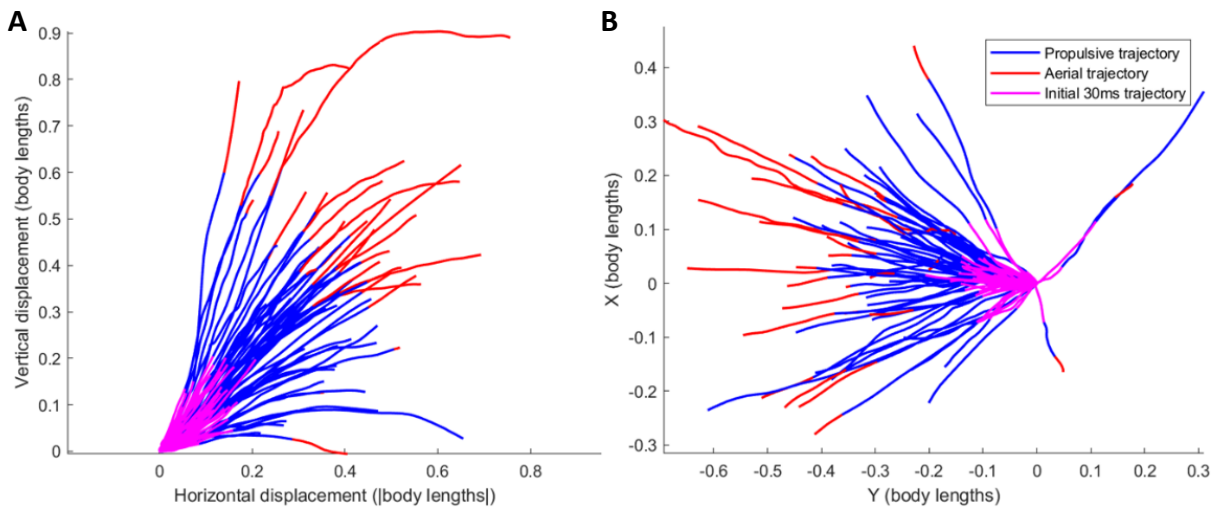 A
0.9
0.8
0.7
0.6
0.5
0.4
0.3
0.2
0.1
0
0 0.2 0.4 0.6 0.8
Vertical displacement (body lengths)
Horizontal displacement (|body lengths|)
B
Propulsive trajectory
Aerial trajectory
Initial 30ms trajectory
0.4
0.3
0.2
0.1
0
-0.1
-0.2
-0.3
-0.6 -0.5 -0.4 -0.3 -0.2 -0.1 0 0.1 0.2 0.3
X (body lengths)
Y (body lengths)